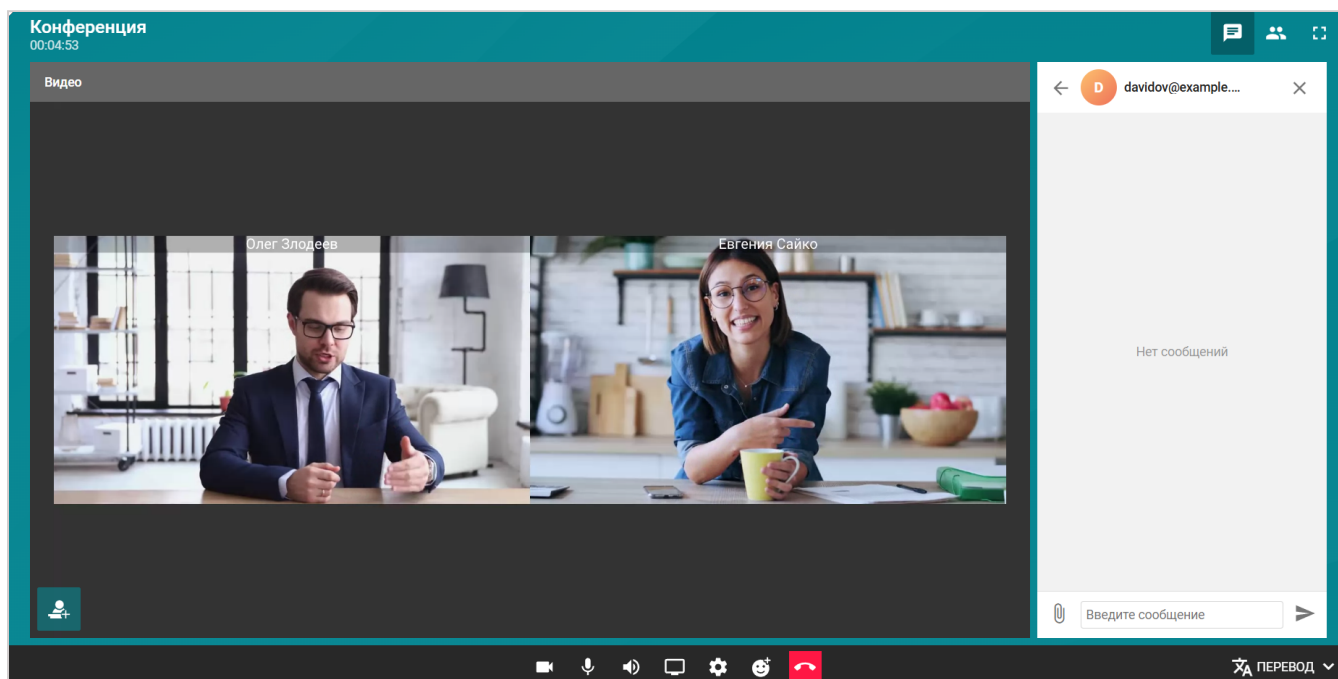 Конференция
00:04:53
Видео
Олег Злодеев
Евгения Сайко
D
davidov@example....
Нет сообщений
Введите сообщение
ПЕРЕВОД